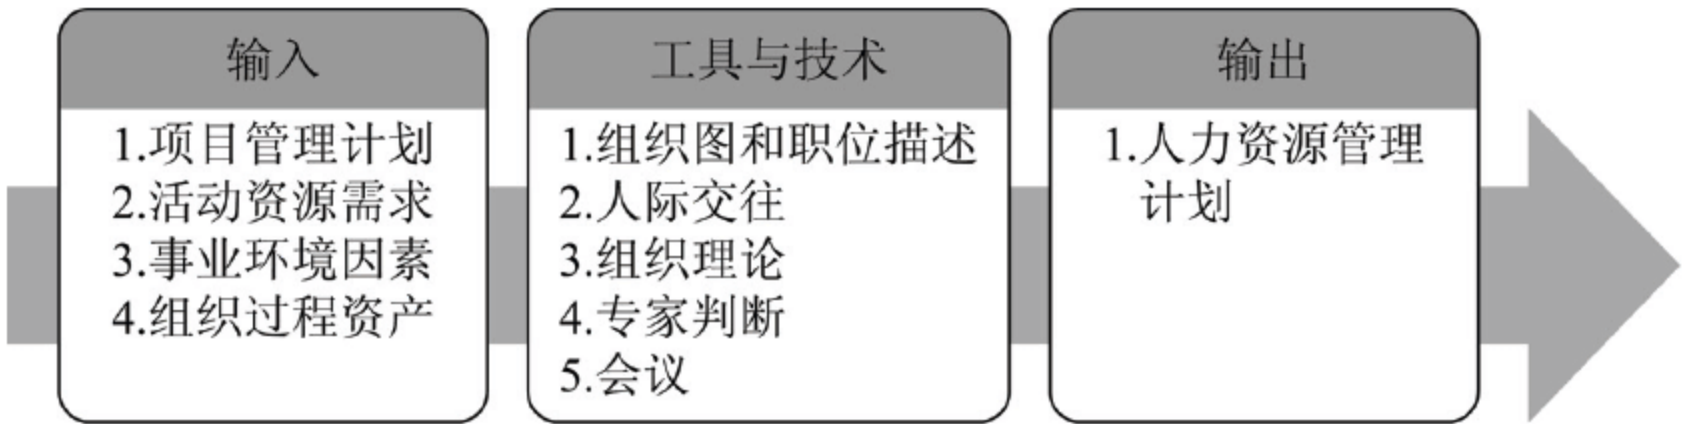 输入
1.项目管理计划
2.活动资源需求
3.事业环境因素
4.组织过程资产
工具与技术
1.组织图和职位描述
2.人际交往
3.组织理论
4.专家判断
5.会议
输出
1.人力资源管理
计划